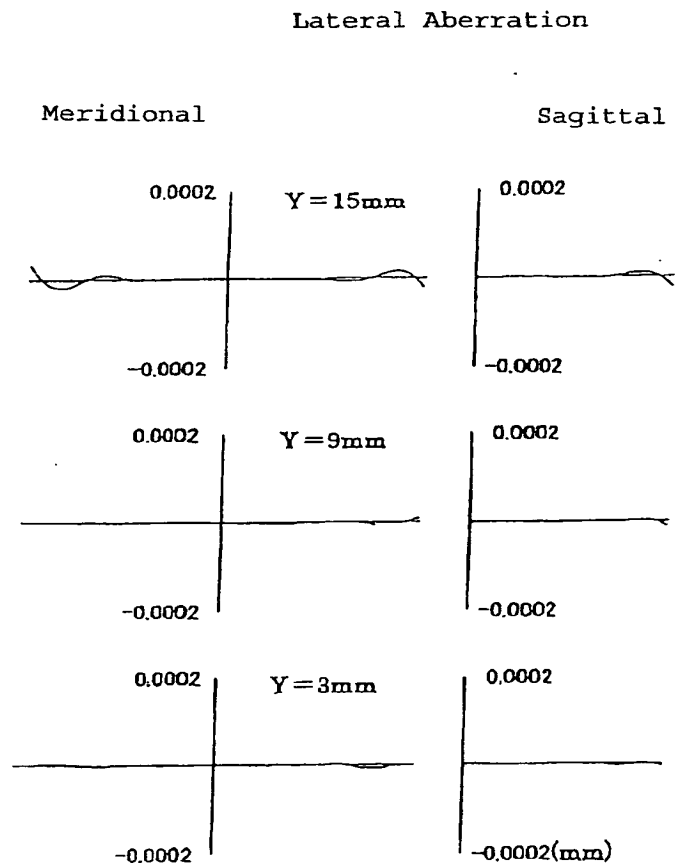 Lateral Aberration
Meridional Sagittal
0.0002 Y=15mm 0.0002
-0.0002 -0.0002
0.0002 Y=9mm 0.0002
-0.0002 -0.0002
0.0002 Y=3mm 0.0002
-0.0002 -0.0002(mm)